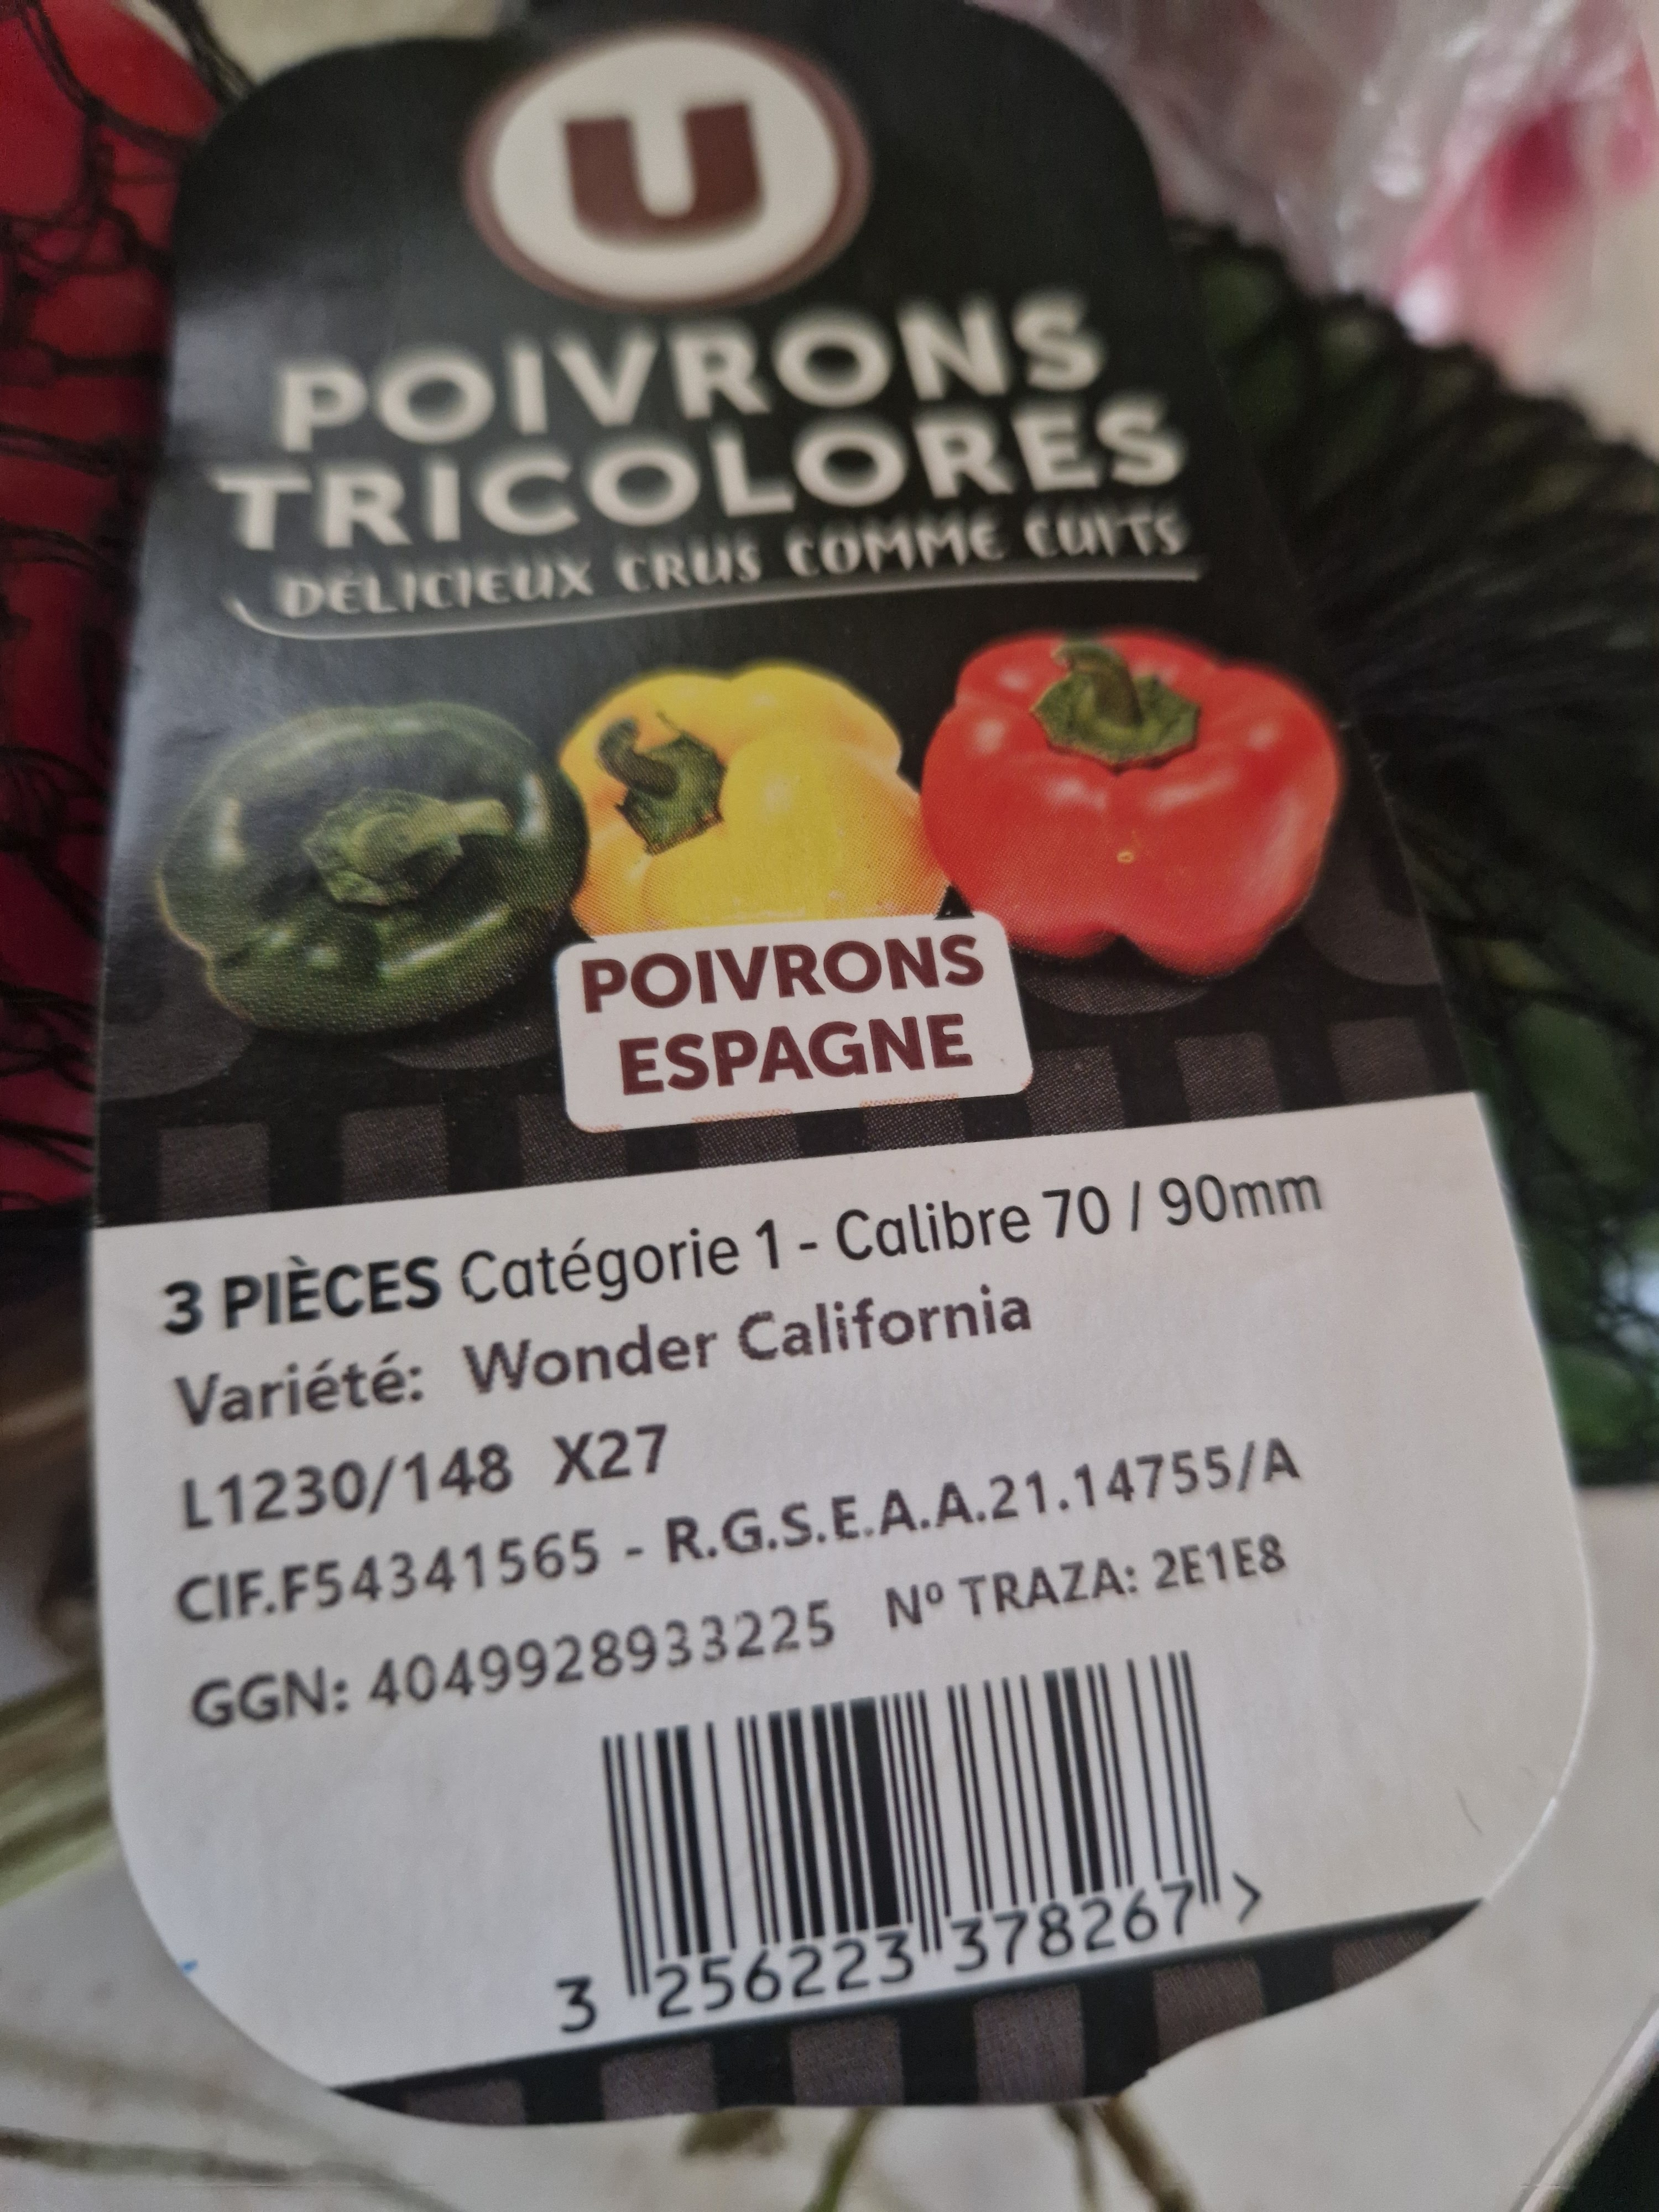 U
POIVRONS
TRICOLORES
DÉLICIEUX CRUS COMME CUITS
POIVRONS
ESPAGNE
3 PIÈCES Catégorie 1 - Calibre 70 / 90mm
Variété: Wonder California
L1230/148 X27
CIF.F54341565 - R.G.S.E.A.A.21.14755/A
GGN: 4049928933225 Nº TRAZA: 2E1E8
3 256223 378267 >